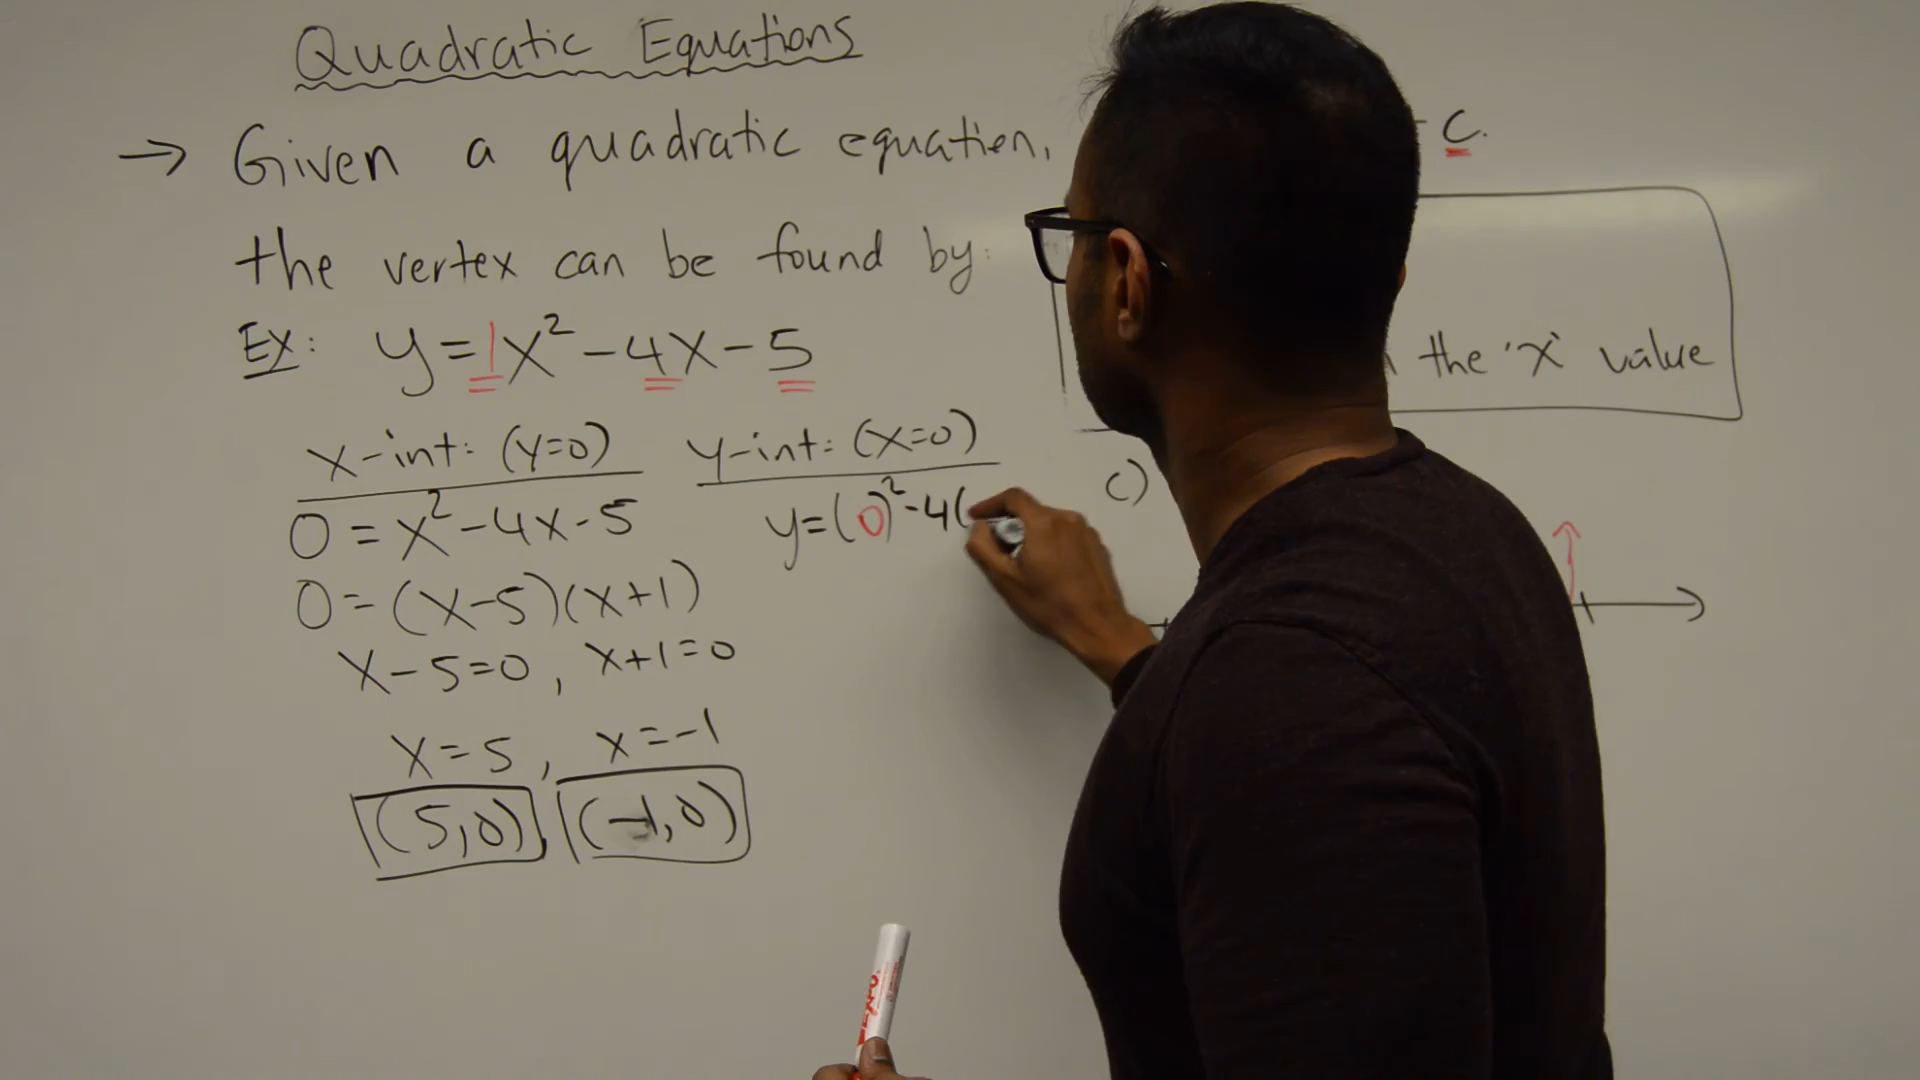 Quadratic Equations
→ Given a quadratic equation, C.
the vertex can be found by:
the 'X' value
Ex: y=1x²-4x-5
x-int: (y=0)
0 = x²-4x-5
0=(x-5)(x+1)
x-5=0, x+1=0
x=5, x=-1
(5,0), (-1,0)
y-int: (x=0)
y=(0)²-4(
c)
EXPO